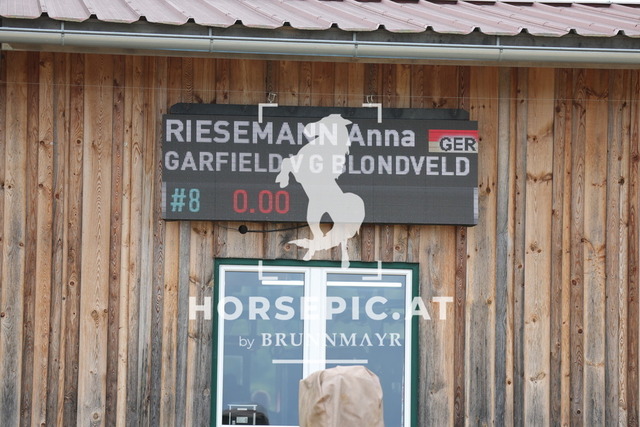 RIESEMANN Anna GER
GARFIELD V G BLONDVELD
#8 0.00
HORSEPIC.AT
by BRUNNMAYR